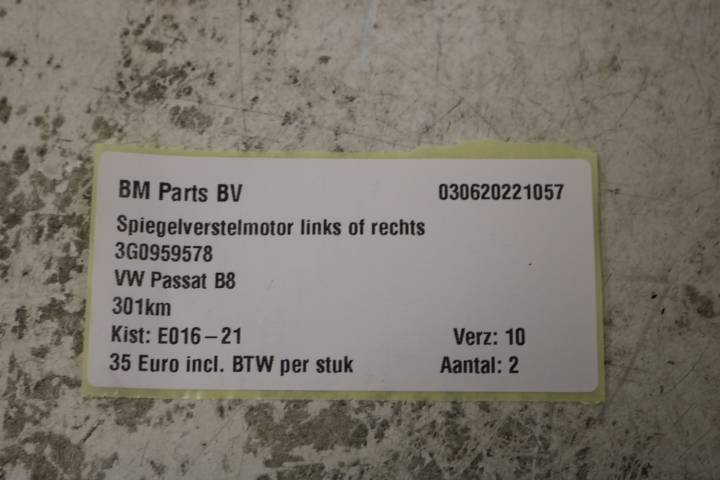 BM Parts BV 030620221057
Spiegelverstelmotor links of rechts
3G0959578
VW Passat B8
301km
Kist: E016-21 Verz: 10
35 Euro incl. BTW per stuk Aantal: 2